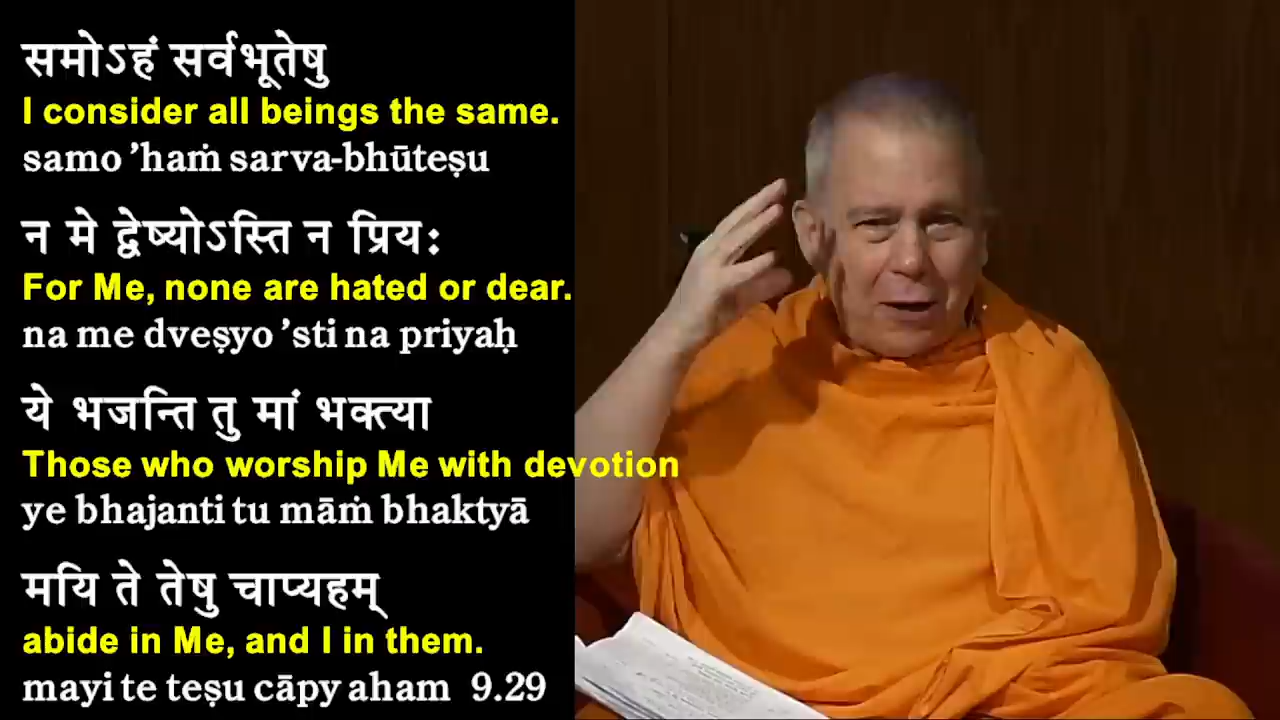 समोऽहं सर्वभूतेषु
I consider all beings the same.
samo ’haṁ sarva-bhūteṣu
न मे द्वेष्योऽस्ति न प्रियः
For Me, none are hated or dear.
na me dveṣyo ’sti na priyaḥ
ये भजन्ति तु मां भक्त्या
Those who worship Me with devotion
ye bhajanti tu māṁ bhaktyā
मयि ते तेषु चाप्यहम्
abide in Me, and I in them.
mayi te teṣu cāpy aham 9.29